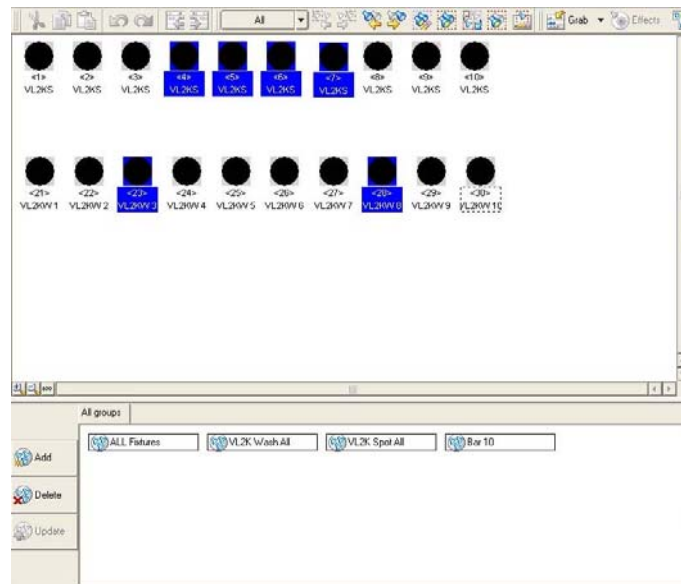 All Grab Effects
<1> <2> <3> <4> <5> <6> <7> <8> <9> <10>
VL2KS VL2KS VL2KS VL2KS VL2KS VL2KS VL2KS VL2KS VL2KS VL2KS
<21> <22> <23> <24> <25> <26> <27> <28> <29> <30>
VL2KW 1 VL2KW 2 VL2KW 3 VL2KW 4 VL2KW 5 VL2KW 6 VL2KW 7 VL2KW 8 VL2KW 9 VL2KW 10
All groups
ALL Fixtures VL2K Wash All VL2K Spot All Bar 10
Add
Delete
Update